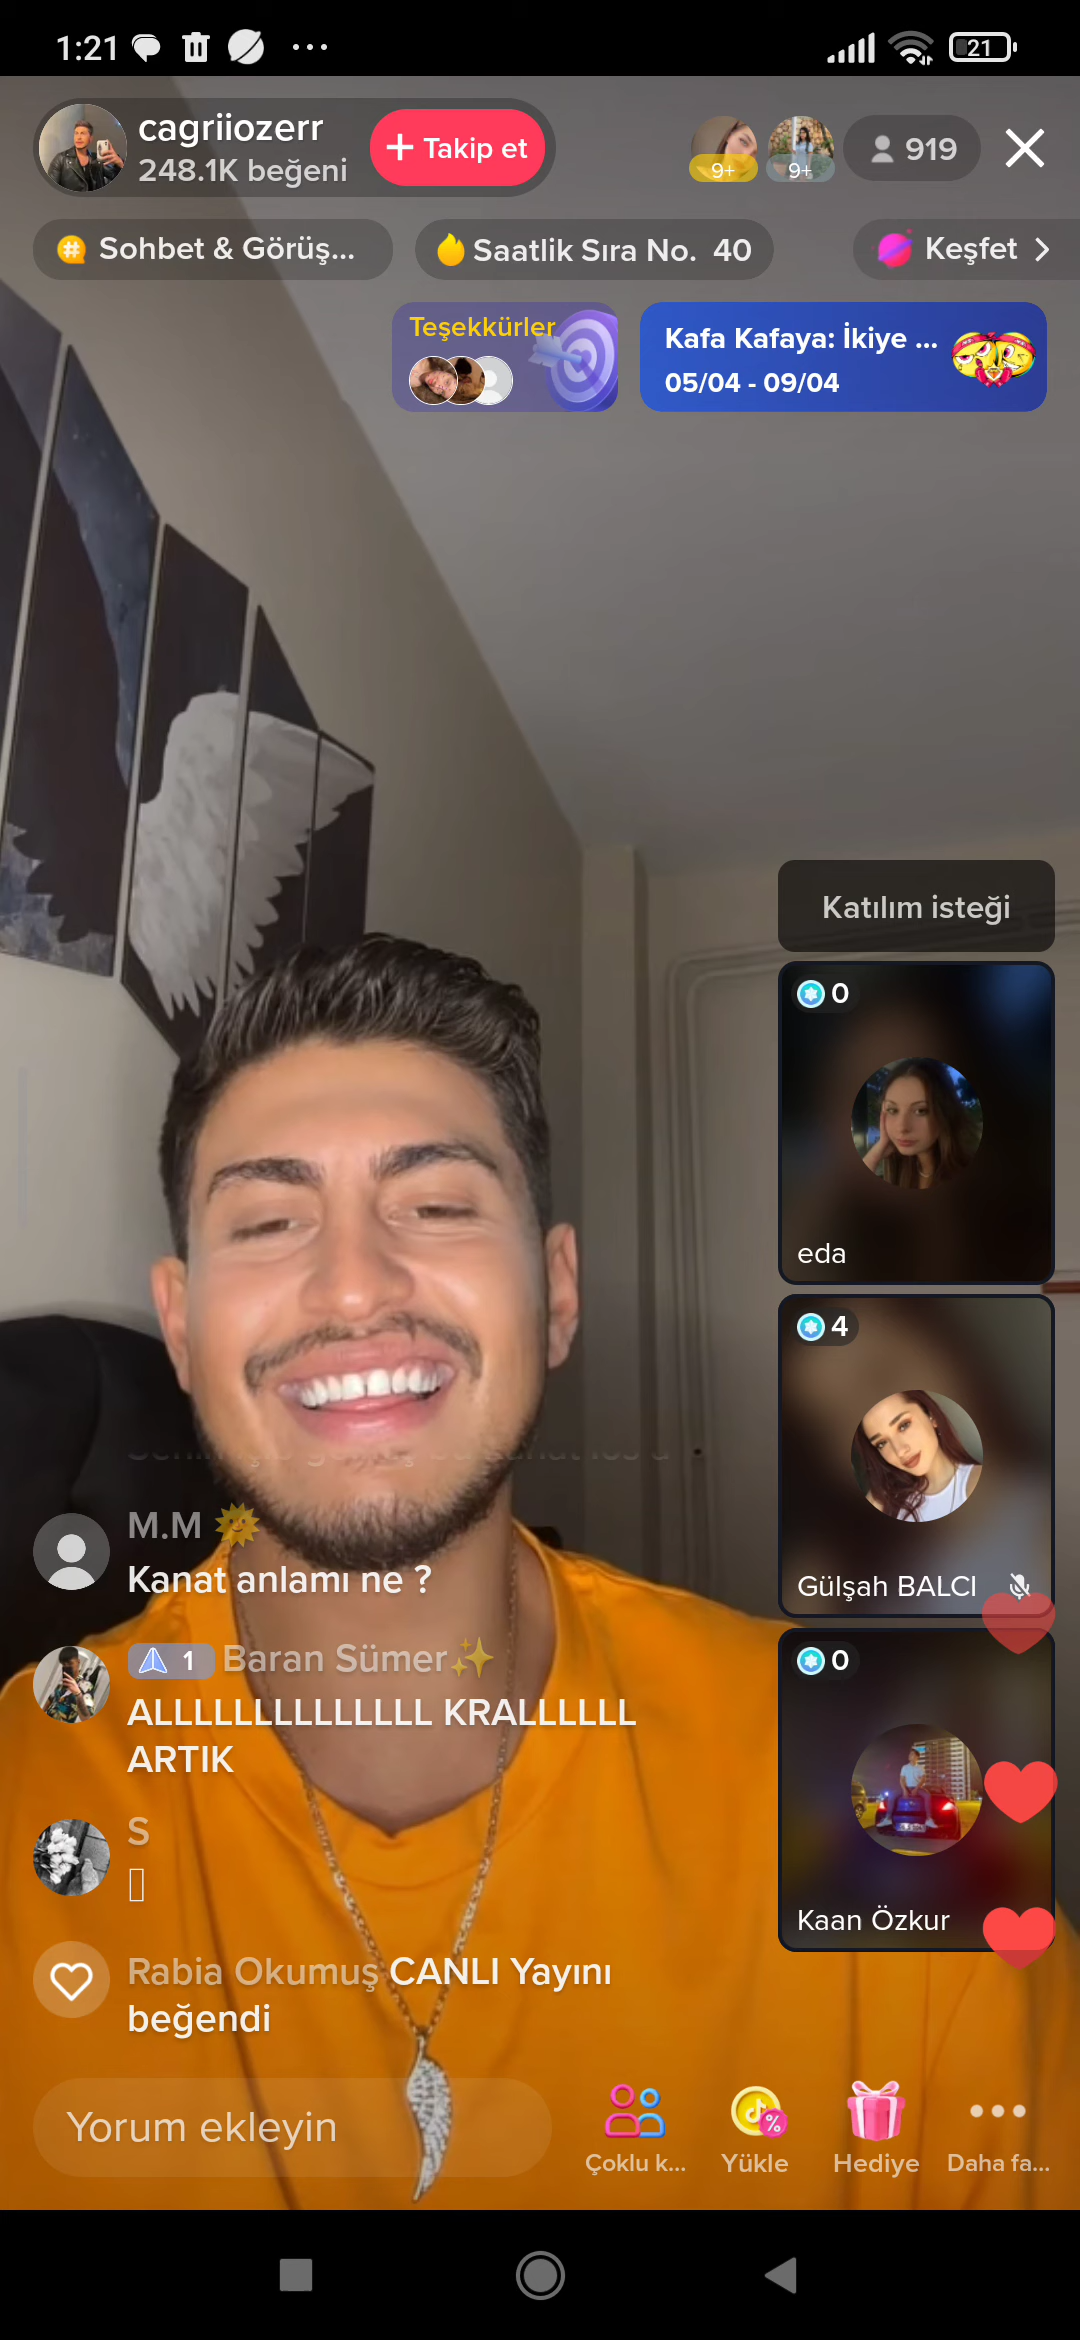 1:21
21
cagriiozerr
248.1K beğeni
+ Takip et
9+
9+
919
Sohbet & Görüş...
Saatlik Sıra No. 40
Keşfet
Teşekkürler
Kafa Kafaya: İkiye ...
05/04 - 09/04
Katılım isteği
0
eda
4
Gülşah BALCI
0
Kaan Özkur
M.M
Kanat anlamı ne ?
1 Baran Sümer
ALLLLLLLLLLLLLL KRALLLLLL
ARTIK
S
Rabia Okumuş CANLI Yayını
beğendi
Yorum ekleyin
Çoklu k...
Yükle
Hediye
Daha fa...